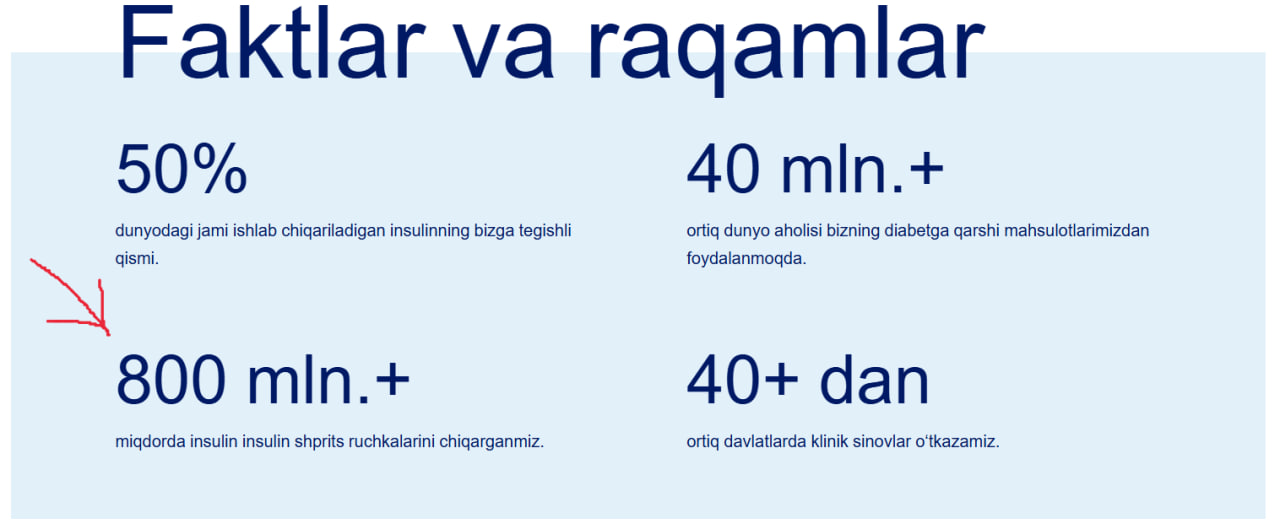 Faktlar va raqamlar
50%
dunyodagi jami ishlab chiqariladigan insulinning bizga tegishli
qismi.
40 mln.+
ortiq dunyo aholisi bizning diabetga qarshi mahsulotlarimizdan
foydalanmoqda.
800 mln.+
miqdorda insulin insulin shprits ruchkalarini chiqarganmiz.
40+ dan
ortiq davlatlarda klinik sinovlar o‘tkazamiz.